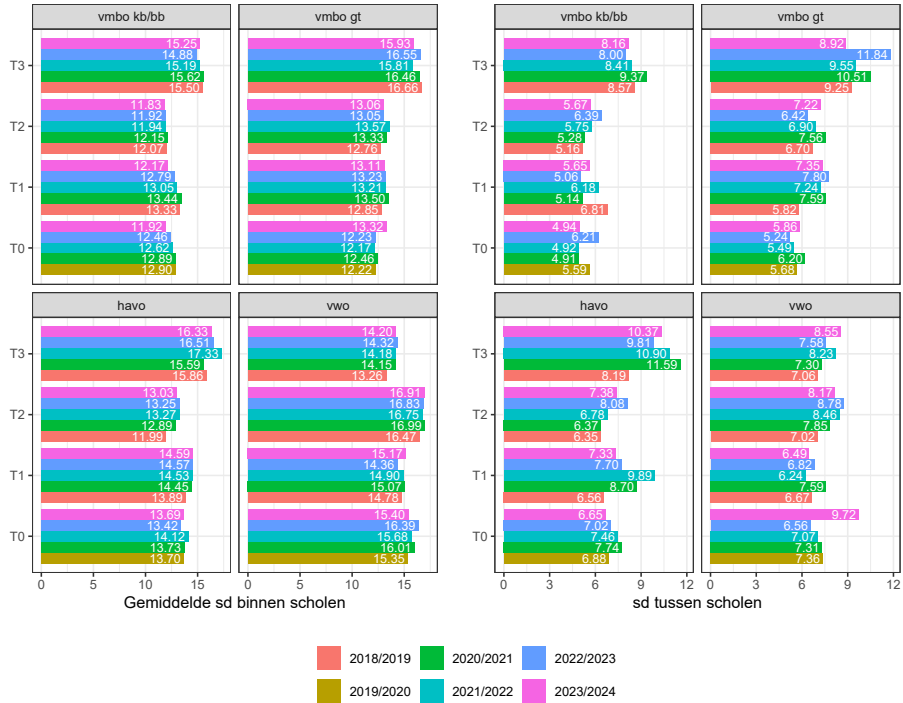 vmbo kb/bb vmbo gt vmbo kb/bb vmbo gt
T3
15.25 15.93 8.16 8.92
14.88 16.55 8.00 11.84
15.19 15.81 8.41 9.55
15.62 16.46 9.37 10.51
15.50 16.66 8.57 9.25
T2
11.83 13.06 5.67 7.22
11.92 13.05 6.39 6.42
11.94 13.57 5.75 6.90
12.15 13.33 5.28 7.56
12.07 12.76 5.16 6.70
T1
12.17 13.11 5.65 7.35
12.79 13.23 5.06 7.80
13.05 13.21 6.18 7.24
13.44 13.50 5.14 7.59
13.33 12.85 6.81 5.82
T0
11.92 13.32 4.94 5.86
12.46 12.23 6.21 5.24
12.62 12.17 4.92 5.49
12.89 12.46 4.91 6.20
12.90 12.22 5.59 5.68
havo vwo havo vwo
T3
16.33 14.20 10.37 8.55
16.51 14.32 9.81 7.58
17.33 14.18 10.90 8.23
15.59 14.15 11.59 7.30
15.86 13.26 8.19 7.06
T2
13.03 16.91 7.38 8.17
13.25 16.83 8.08 8.78
13.27 16.75 6.78 8.46
12.89 16.99 6.37 7.85
11.99 16.47 6.35 7.02
T1
14.59 15.17 7.33 6.49
14.57 14.36 7.70 6.82
14.53 14.90 9.89 6.24
14.45 15.07 8.70 7.59
13.89 14.78 6.56 6.67
T0
13.69 15.40 6.65 9.72
13.42 16.39 7.02 6.56
14.12 15.68 7.46 7.07
13.73 16.01 7.74 7.31
13.70 15.35 6.88 7.36
0 5 10 15 0 5 10 15 0 3 6 9 12 0 3 6 9 12
Gemiddelde sd binnen scholen sd tussen scholen
2018/2019 2020/2021 2022/2023
2019/2020 2021/2022 2023/2024